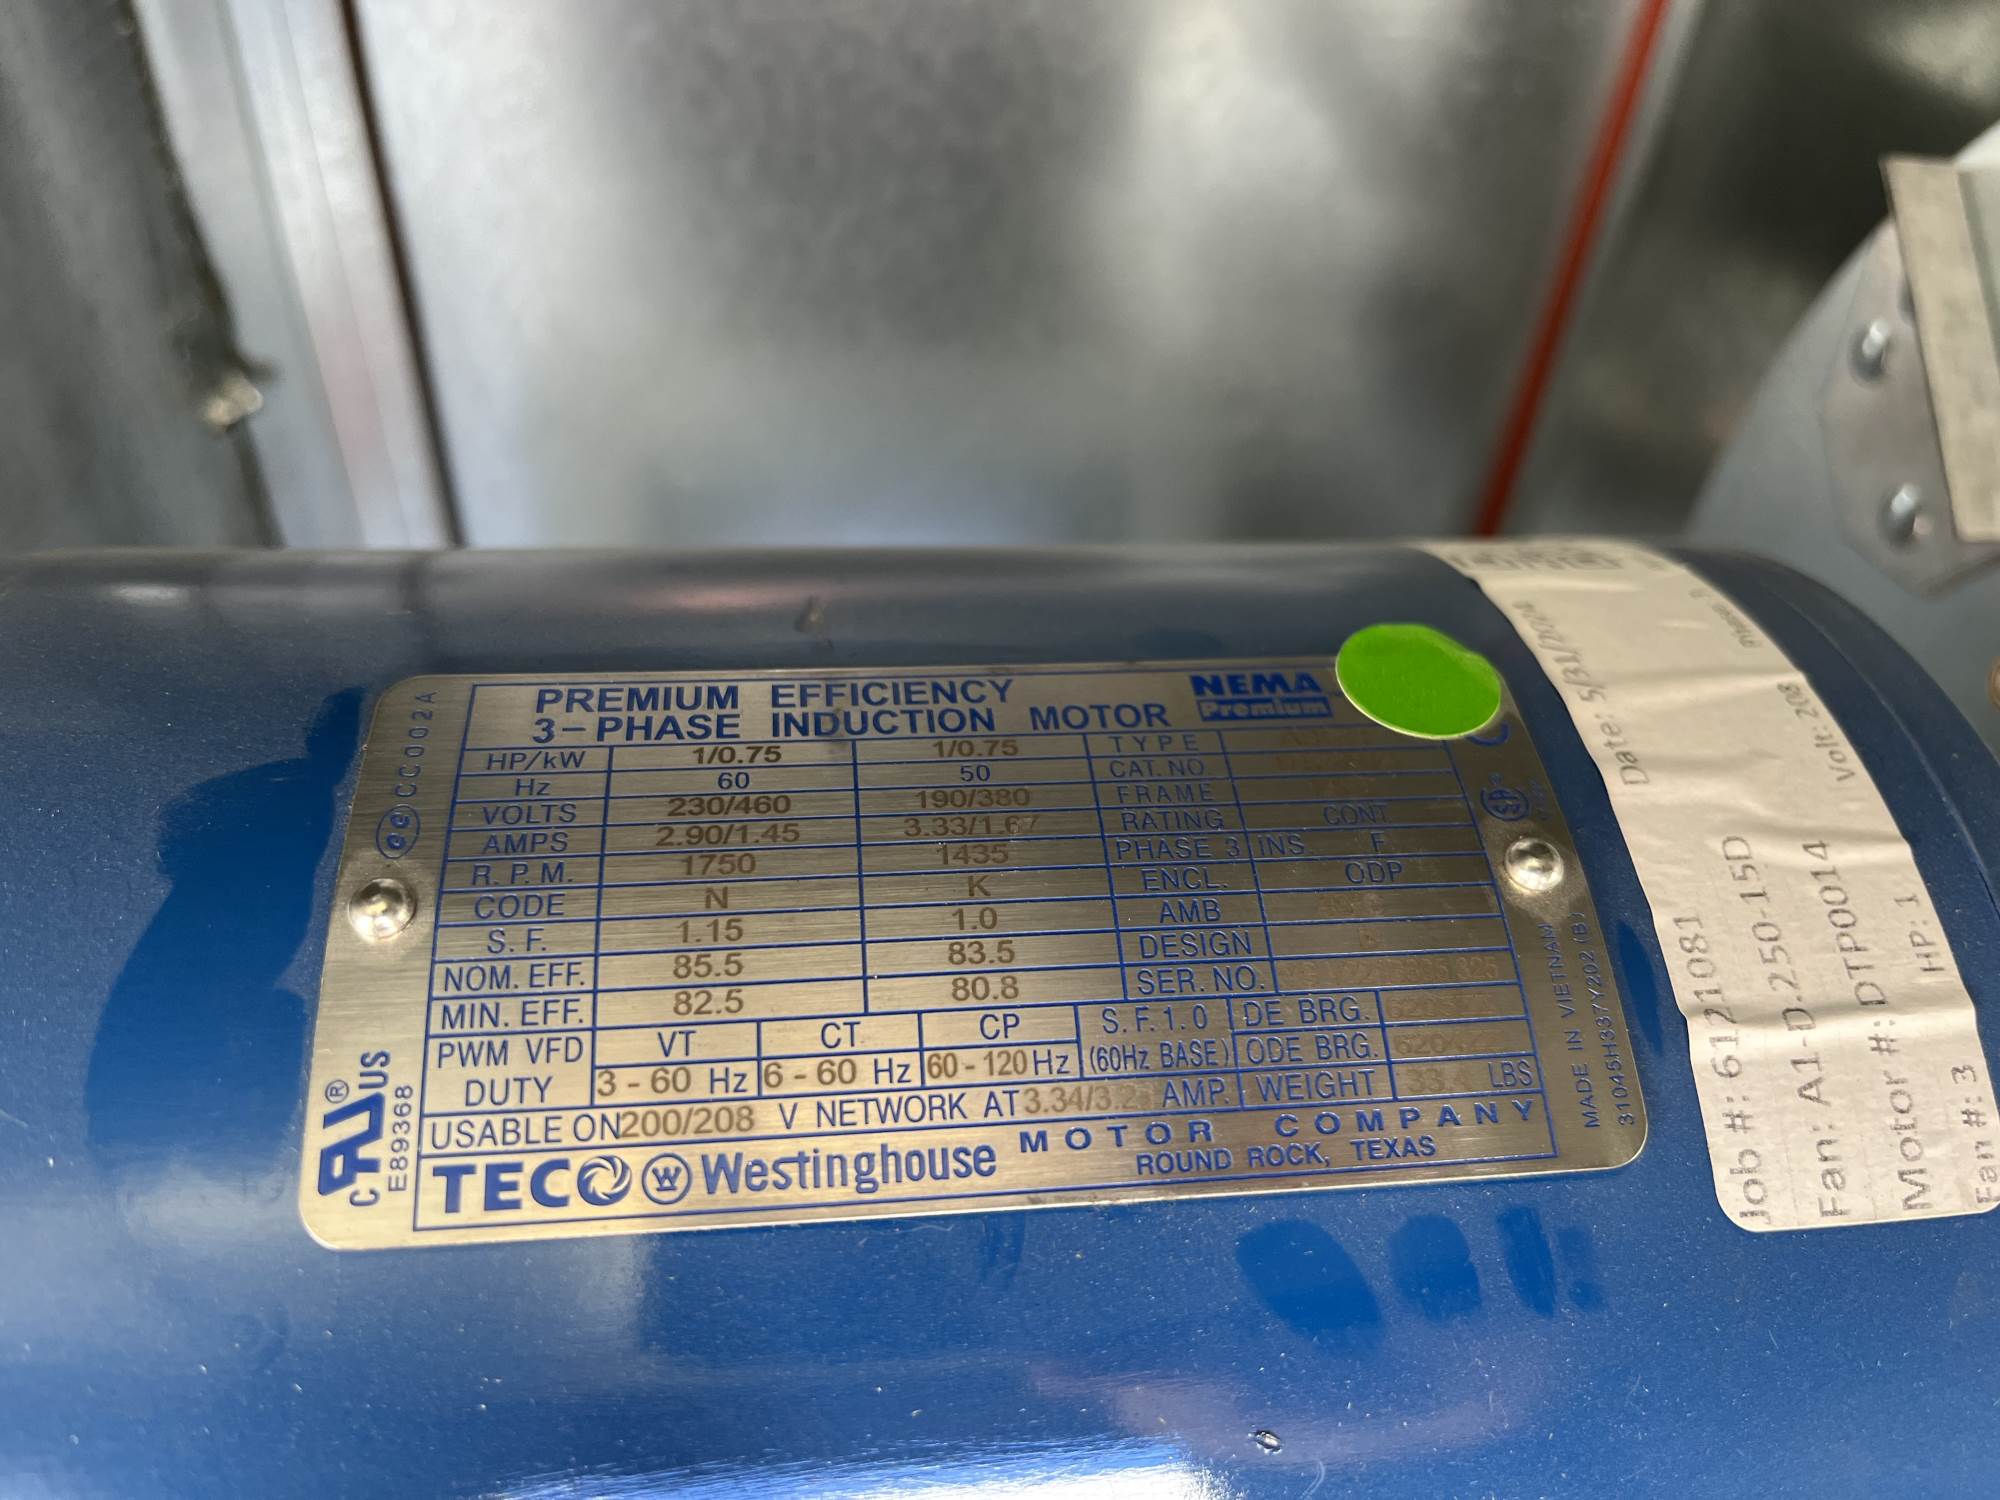 PREMIUM EFFICIENCY
3-PHASE INDUCTION MOTOR
NEMA
Premium
HP/kW 1/0.75 1/0.75 TYPE
Hz 60 50 CAT. NO.
VOLTS 230/460 190/380 FRAME
AMPS 2.90/1.45 3.33/1.67 RATING CONT
R.P.M. 1750 1435 PHASE 3 INS. F
CODE N K ENCL. ODP
S.F. 1.15 1.0 AMB
NOM. EFF. 85.5 83.5 DESIGN
MIN. EFF. 82.5 80.8 SER. NO.
PWM VFD DUTY VT CT CP S.F.1.0 (60Hz BASE) DE BRG.
3-60 Hz 6-60 Hz 60-120 Hz ODE BRG.
USABLE ON 200/208 V NETWORK AT AMP. WEIGHT LBS
TECO W Westinghouse MOTOR COMPANY
ROUND ROCK, TEXAS
ee CC002A
c RU ® US
E89368
SA
MADE IN VIETNAM
31045H337Y202 (B)
Date: 5/31/2024
Volt: 208
Job #: 6121081
Fan: A1-D.250-15D
Motor #: DTP0014
HP: 1
Fan #: 3